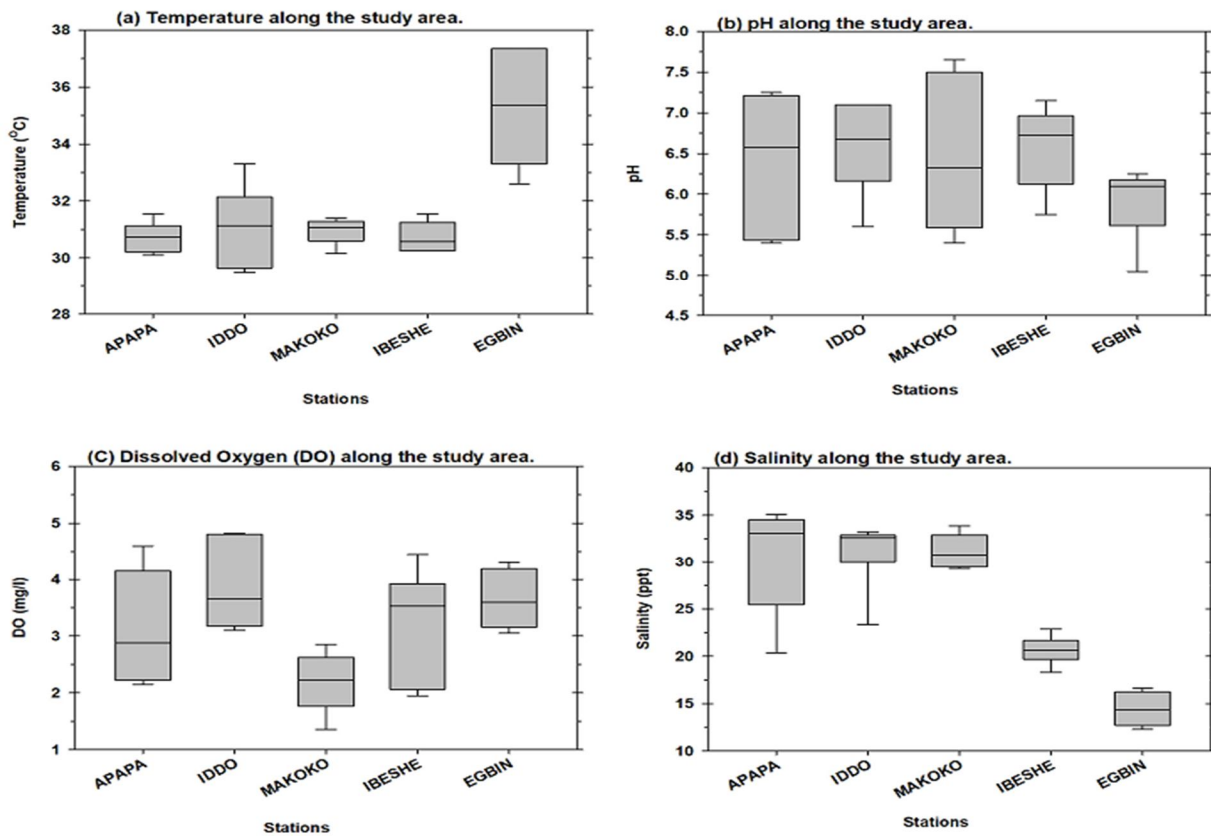 (a) Temperature along the study area.
38
36
34
32
30
28
Temperature (⁰C)
APAPA
IDDO
MAKOKO
IBESHE
EGBIN
Stations
(b) pH along the study area.
8.0
7.5
7.0
6.5
6.0
5.5
5.0
4.5
pH
APAPA
IDDO
MAKOKO
IBESHE
EGBIN
Stations
(C) Dissolved Oxygen (DO) along the study area.
6
5
4
3
2
1
DO (mg/l)
APAPA
IDDO
MAKOKO
IBESHE
EGBIN
Stations
(d) Salinity along the study area.
40
35
30
25
20
15
10
Salinity (ppt)
APAPA
IDDO
MAKOKO
IBESHE
EGBIN
Stations